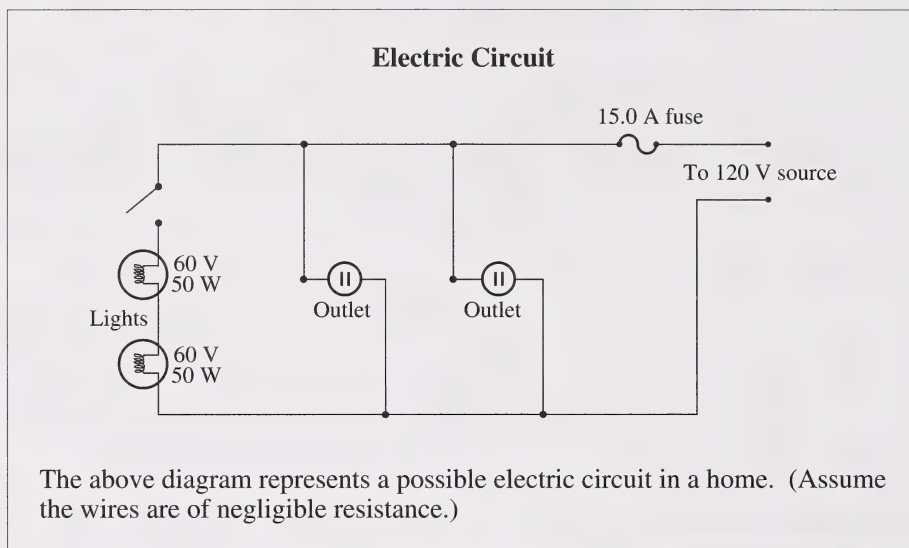 Electric Circuit
15.0 A fuse
To 120 V source
60 V
50 W
Outlet
Outlet
Lights
60 V
50 W
The above diagram represents a possible electric circuit in a home. (Assume
the wires are of negligible resistance.)